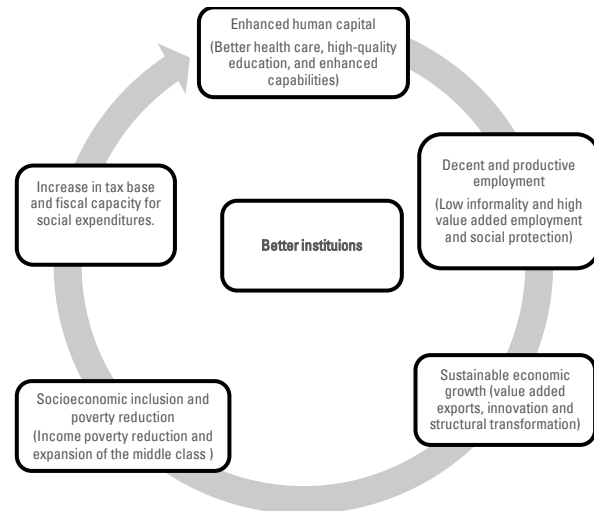 Enhanced human capital
(Better health care, high-quality
education, and enhanced
capabilities)
Decent and productive
employment
(Low informality and high
value added employment
and social protection)
Sustainable economic
growth (value added
exports, innovation and
structural transformation)
Socioeconomic inclusion and
poverty reduction
(Income poverty reduction and
expansion of the middle class )
Increase in tax base
and fiscal capacity for
social expenditures.
Better instituions